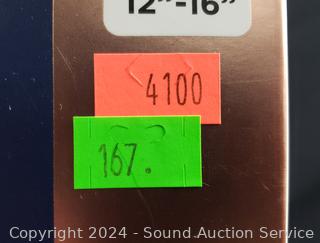 12”-16”
4100
167.
Copyright 2024 - Sound Auction Service